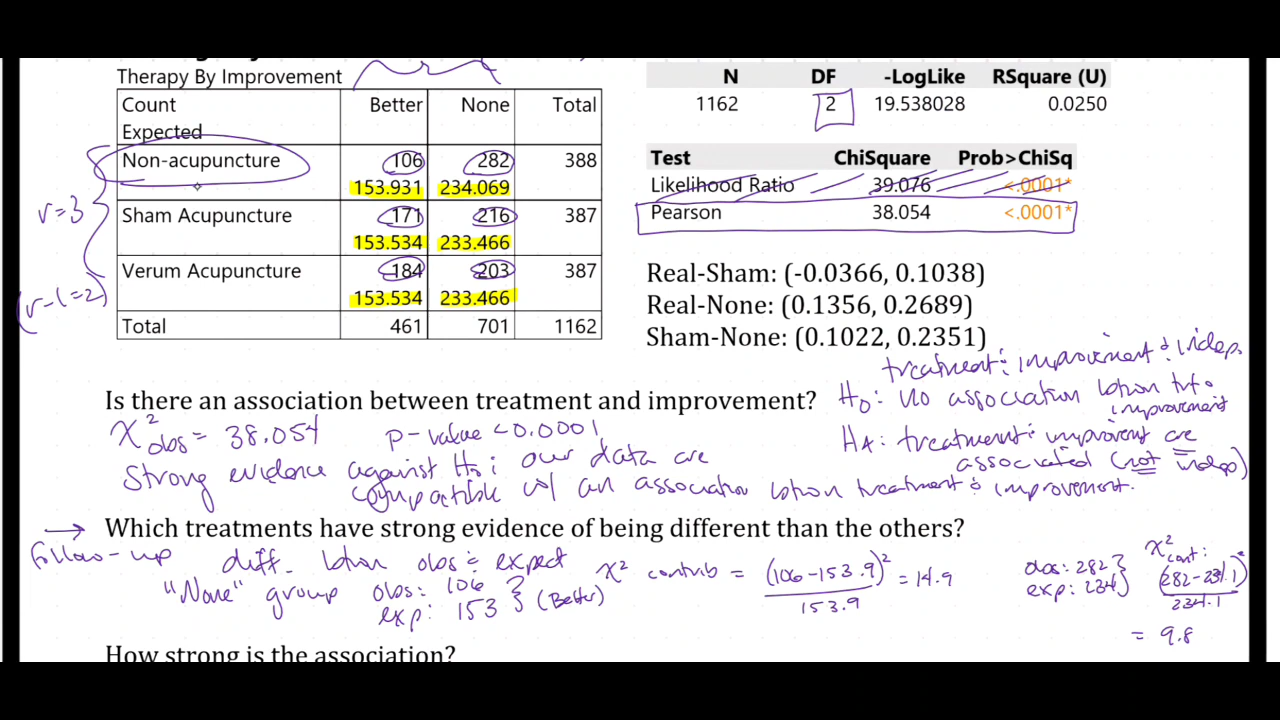 Therapy By Improvement
Count Better None Total
Expected
Non-acupuncture 106 282 388
153.931 234.069
Sham Acupuncture 171 216 387
153.534 233.466
Verum Acupuncture 184 203 387
153.534 233.466
Total 461 701 1162
r=3
(r-1=2)
N DF -LogLike RSquare (U)
1162 2 19.538028 0.0250
Test ChiSquare Prob>ChiSq
Likelihood Ratio 39.076 <.0001*
Pearson 38.054 <.0001*
Real-Sham: (-0.0366, 0.1038)
Real-None: (0.1356, 0.2689)
Sham-None: (0.1022, 0.2351)
treatment & improvement indep.
Is there an association between treatment and improvement?
H₀: no association btwn trt &
improvement
HA: treatment & improvement are
associated (not indep)
X² obs = 38.054 p-value < 0.0001
Strong evidence against H₀; our data are
compatible w/ an association btwn treatment & improvement.
Which treatments have strong evidence of being different than the others?
→ Follow-up diff. btwn obs & expect
"None" group obs: 106
exp: 153 } (Better)
X² contrib = (106-153.9)² / 153.9 = 14.9
obs: 282
exp: 234
X² cont:
(282-234.1)² / 234.1
= 9.8
How strong is the association?